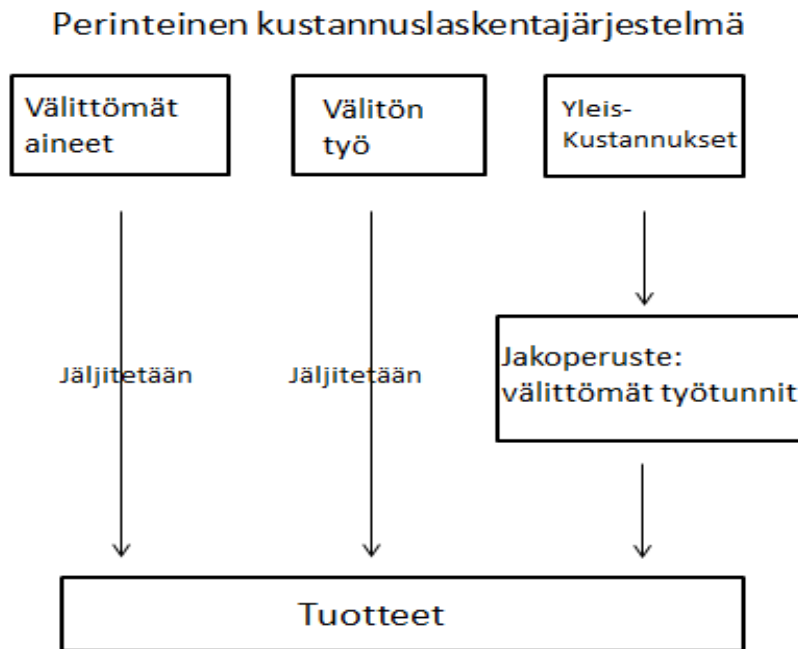 Perinteinen kustannuslaskentajärjestelmä
Välittömät
aineet
Välitön
työ
Yleis-
Kustannukset
Jäljitetään
Jäljitetään
Jakoperuste:
välittömät työtunnit
Tuotteet